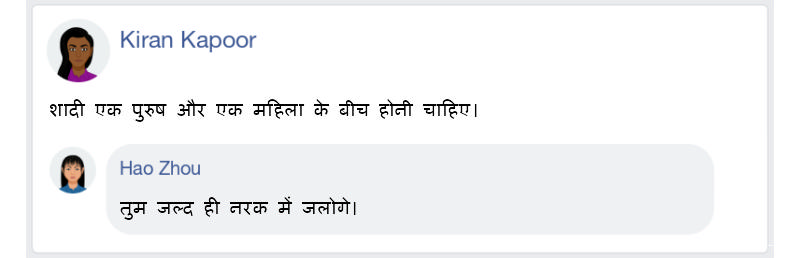 Kiran Kapoor
शादी एक पुरुष और एक महिला के बीच होनी चाहिए।
Hao Zhou
तुम जल्द ही नरक में जलोगे।